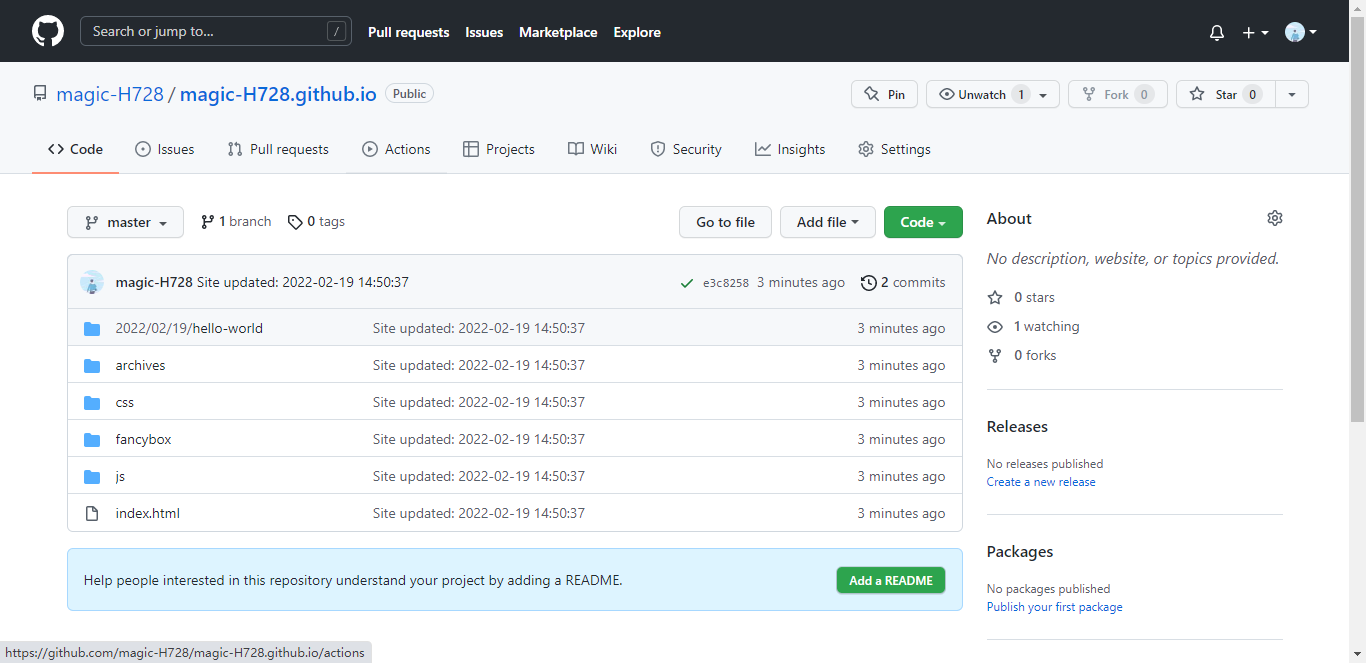 Search or jump to... /
Pull requests Issues Marketplace Explore
magic-H728 / magic-H728.github.io Public
Pin Unwatch 1 Fork 0 Star 0
Code Issues Pull requests Actions Projects Wiki Insights Security Settings
master 1 branch 0 tags Go to file Add file Code
magic-H728 Site updated: 2022-02-19 14:50:37 e3c8258 3 minutes ago 2 commits
2022/02/19/hello-world Site updated: 2022-02-19 14:50:37 3 minutes ago
archives Site updated: 2022-02-19 14:50:37 3 minutes ago
css Site updated: 2022-02-19 14:50:37 3 minutes ago
fancybox Site updated: 2022-02-19 14:50:37 3 minutes ago
js Site updated: 2022-02-19 14:50:37 3 minutes ago
index.html Site updated: 2022-02-19 14:50:37 3 minutes ago
Help people interested in this repository understand your project by adding a README. Add a README
About
No description, website, or topics provided.
0 stars
1 watching
0 forks
Releases
No releases published
Create a new release
Packages
No packages published
Publish your first package
https://github.com/magic-H728/magic-H728.github.io/actions